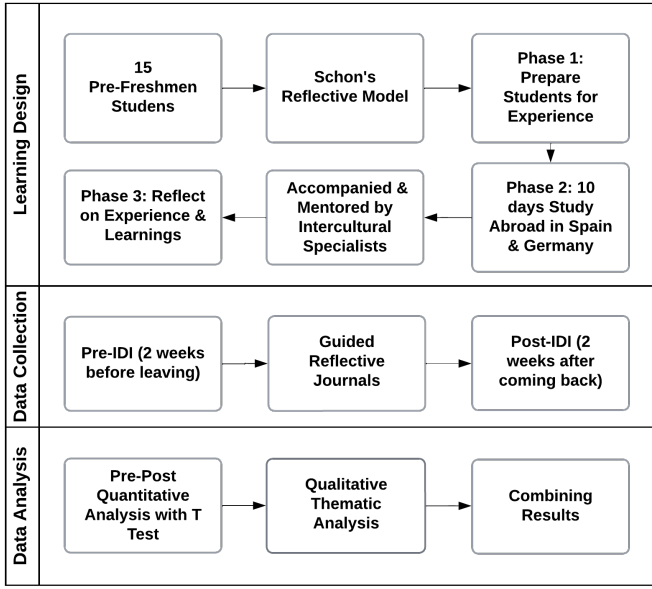 Learning Design
15
Pre-Freshmen
Studens
Schon's
Reflective Model
Phase 1:
Prepare
Students for
Experience
Phase 2: 10
days Study
Abroad in Spain
& Germany
Accompanied &
Mentored by
Intercultural
Specialists
Phase 3: Reflect
on Experience &
Learnings
Data Collection
Pre-IDI (2 weeks
before leaving)
Guided
Reflective
Journals
Post-IDI (2
weeks after
coming back)
Data Analysis
Pre-Post
Quantitative
Analysis with T
Test
Qualitative
Thematic
Analysis
Combining
Results